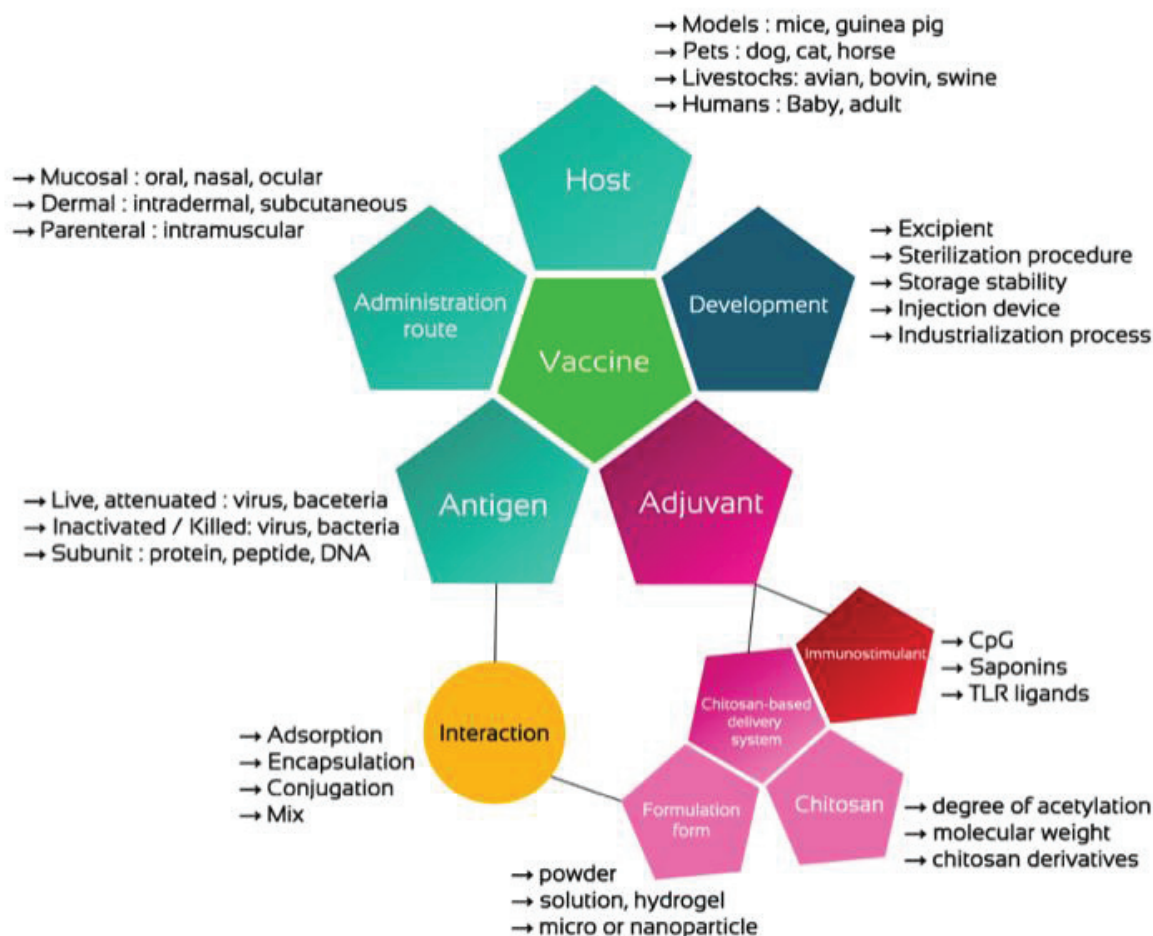 → Models : mice, guinea pig
→ Pets : dog, cat, horse
→ Livestocks: avian, bovin, swine
→ Humans : Baby, adult
Host
→ Mucosal : oral, nasal, ocular
→ Dermal : intradermal, subcutaneous
→ Parenteral : intramuscular
Administration
route
Development
→ Excipient
→ Sterilization procedure
→ Storage stability
→ Injection device
→ Industrialization process
Vaccine
Antigen
→ Live, attenuated : virus, baceteria
→ Inactivated / Killed: virus, bacteria
→ Subunit : protein, peptide, DNA
Adjuvant
Immunostimulant
→ CpG
→ Saponins
→ TLR ligands
Chitosan-based
delivery
system
Interaction
→ Adsorption
→ Encapsulation
→ Conjugation
→ Mix
Formulation
form
→ powder
→ solution, hydrogel
→ micro or nanoparticle
Chitosan
→ degree of acetylation
→ molecular weight
→ chitosan derivatives